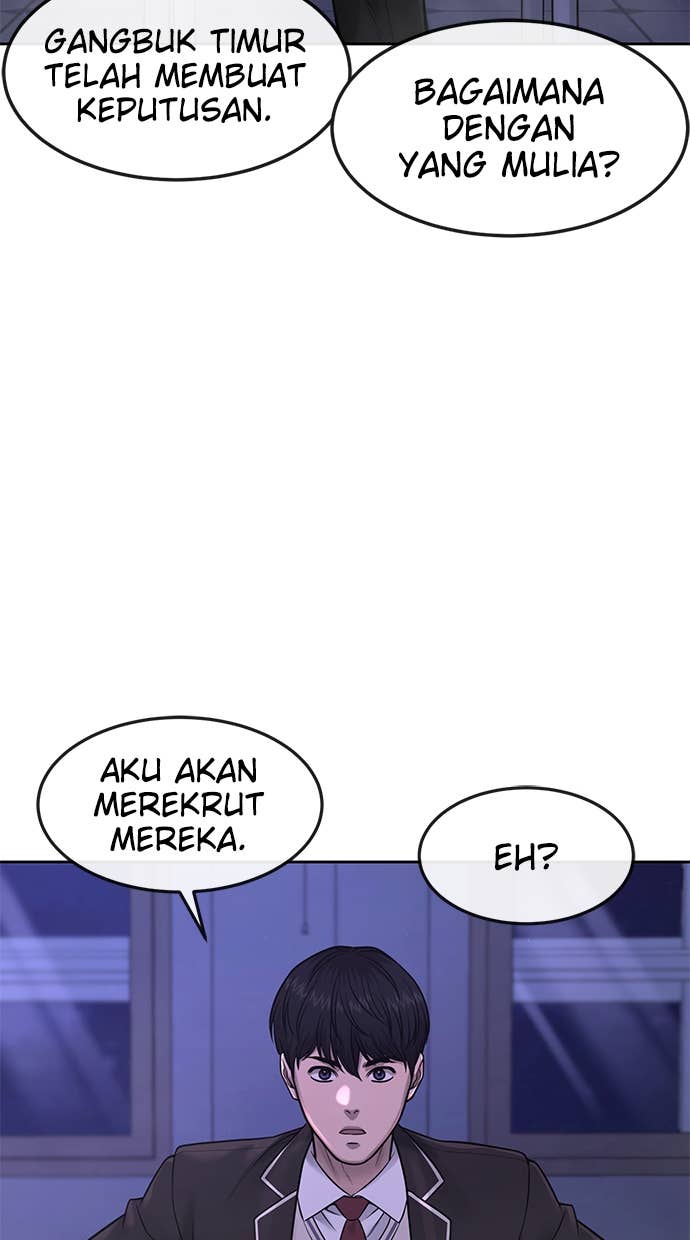 GANGBUK TIMUR
TELAH MEMBUAT
KEPUTUSAN.
BAGAIMANA
DENGAN
YANG MULIA?
AKU AKAN
MEREKRUT
MEREKA.
EH?